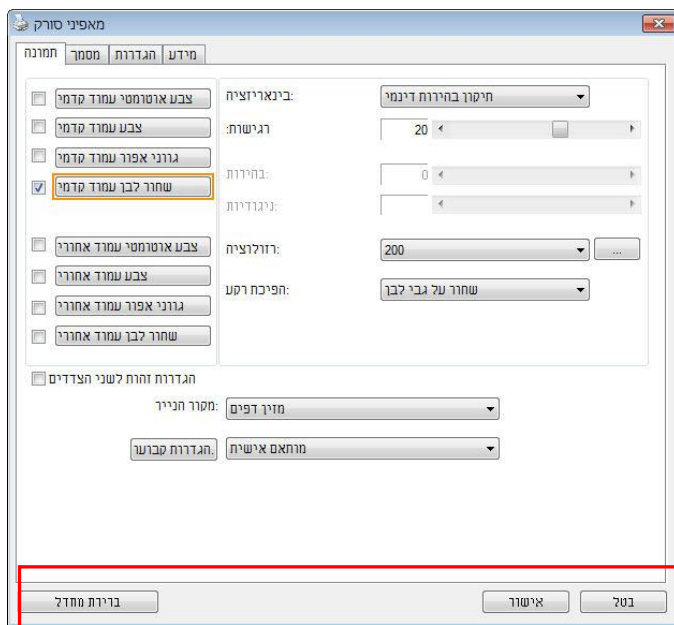 מאפיני סורק
תמונה מסמך הגדרות מידע
צבע אוטומטי עמוד קדמי
צבע עמוד קדמי
גווני אפור עמוד קדמי
שחור לבן עמוד קדמי
צבע אוטומטי עמוד אחורי
צבע עמוד אחורי
גווני אפור עמוד אחורי
שחור לבן עמוד אחורי
בינאריזציה: תיקון בהירות דינמי
רגישות: 20
בהירות: 0
ניגודיות:
רזולוציה: 200 ...
הפיכת רקע: שחור על גבי לבן
הגדרות זהות לשני הצדדים
מקור הנייר: מזין דפים
הגדרות קבועו. מותאם אישית
ברירת מחדל אישור בטל